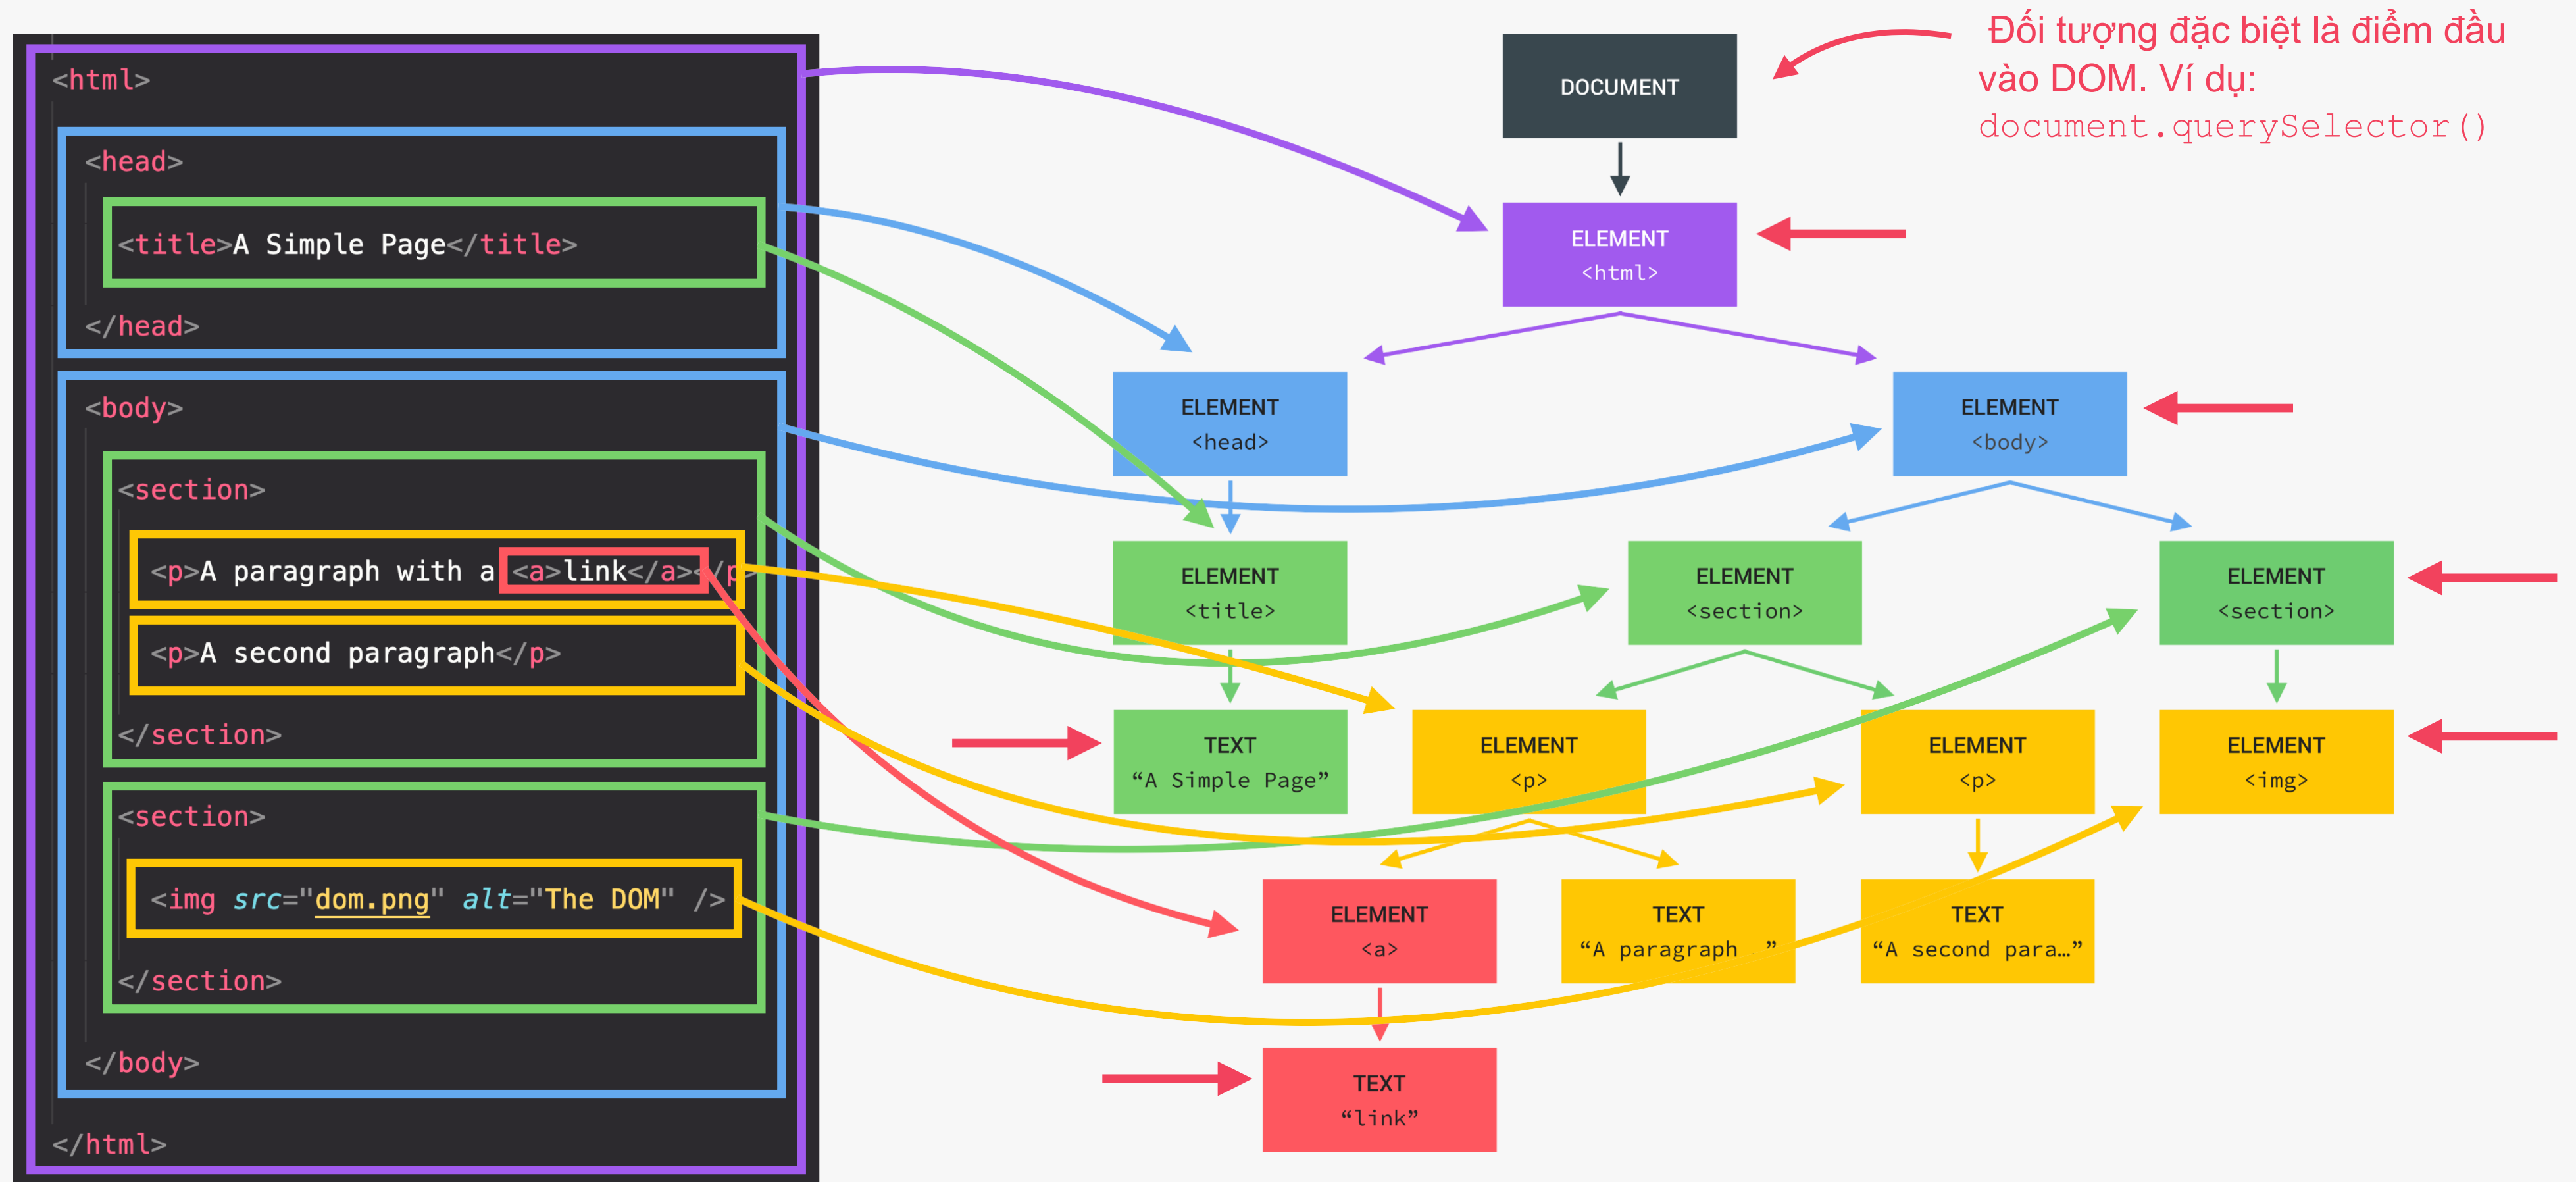 <html>
<head>
<title>A Simple Page</title>
</head>
<body>
<section>
<p>A paragraph with a <a>link</a></p>
<p>A second paragraph</p>
</section>
<section>
<img src="dom.png" alt="The DOM" />
</section>
</body>
</html>
Đối tượng đặc biệt là điểm đầu
vào DOM. Ví dụ:
document.querySelector()
DOCUMENT
ELEMENT
<html>
ELEMENT
<head>
ELEMENT
<body>
ELEMENT
<title>
ELEMENT
<section>
ELEMENT
<section>
TEXT
“A Simple Page”
ELEMENT
<p>
ELEMENT
<p>
ELEMENT
<img>
ELEMENT
<a>
TEXT
“A paragraph …”
TEXT
“A second para…”
TEXT
“link”